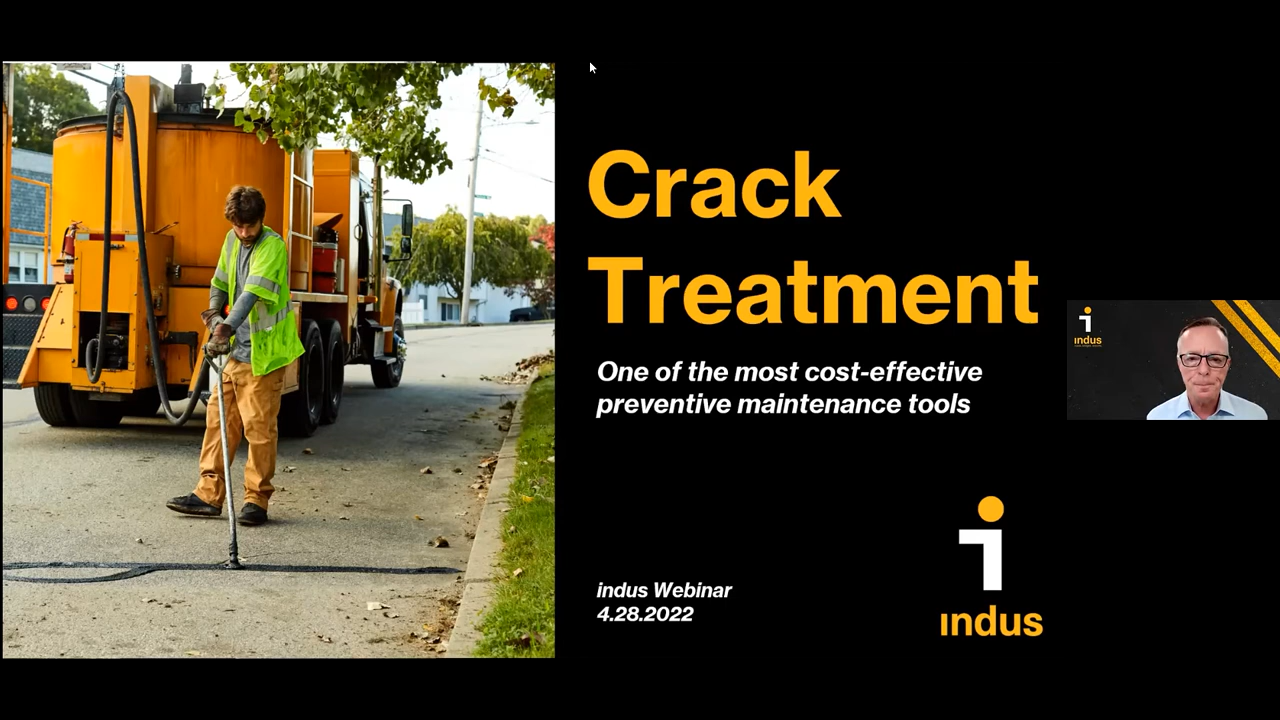 Crack
Treatment
One of the most cost-effective
preventive maintenance tools
indus Webinar
4.28.2022
indus
indus